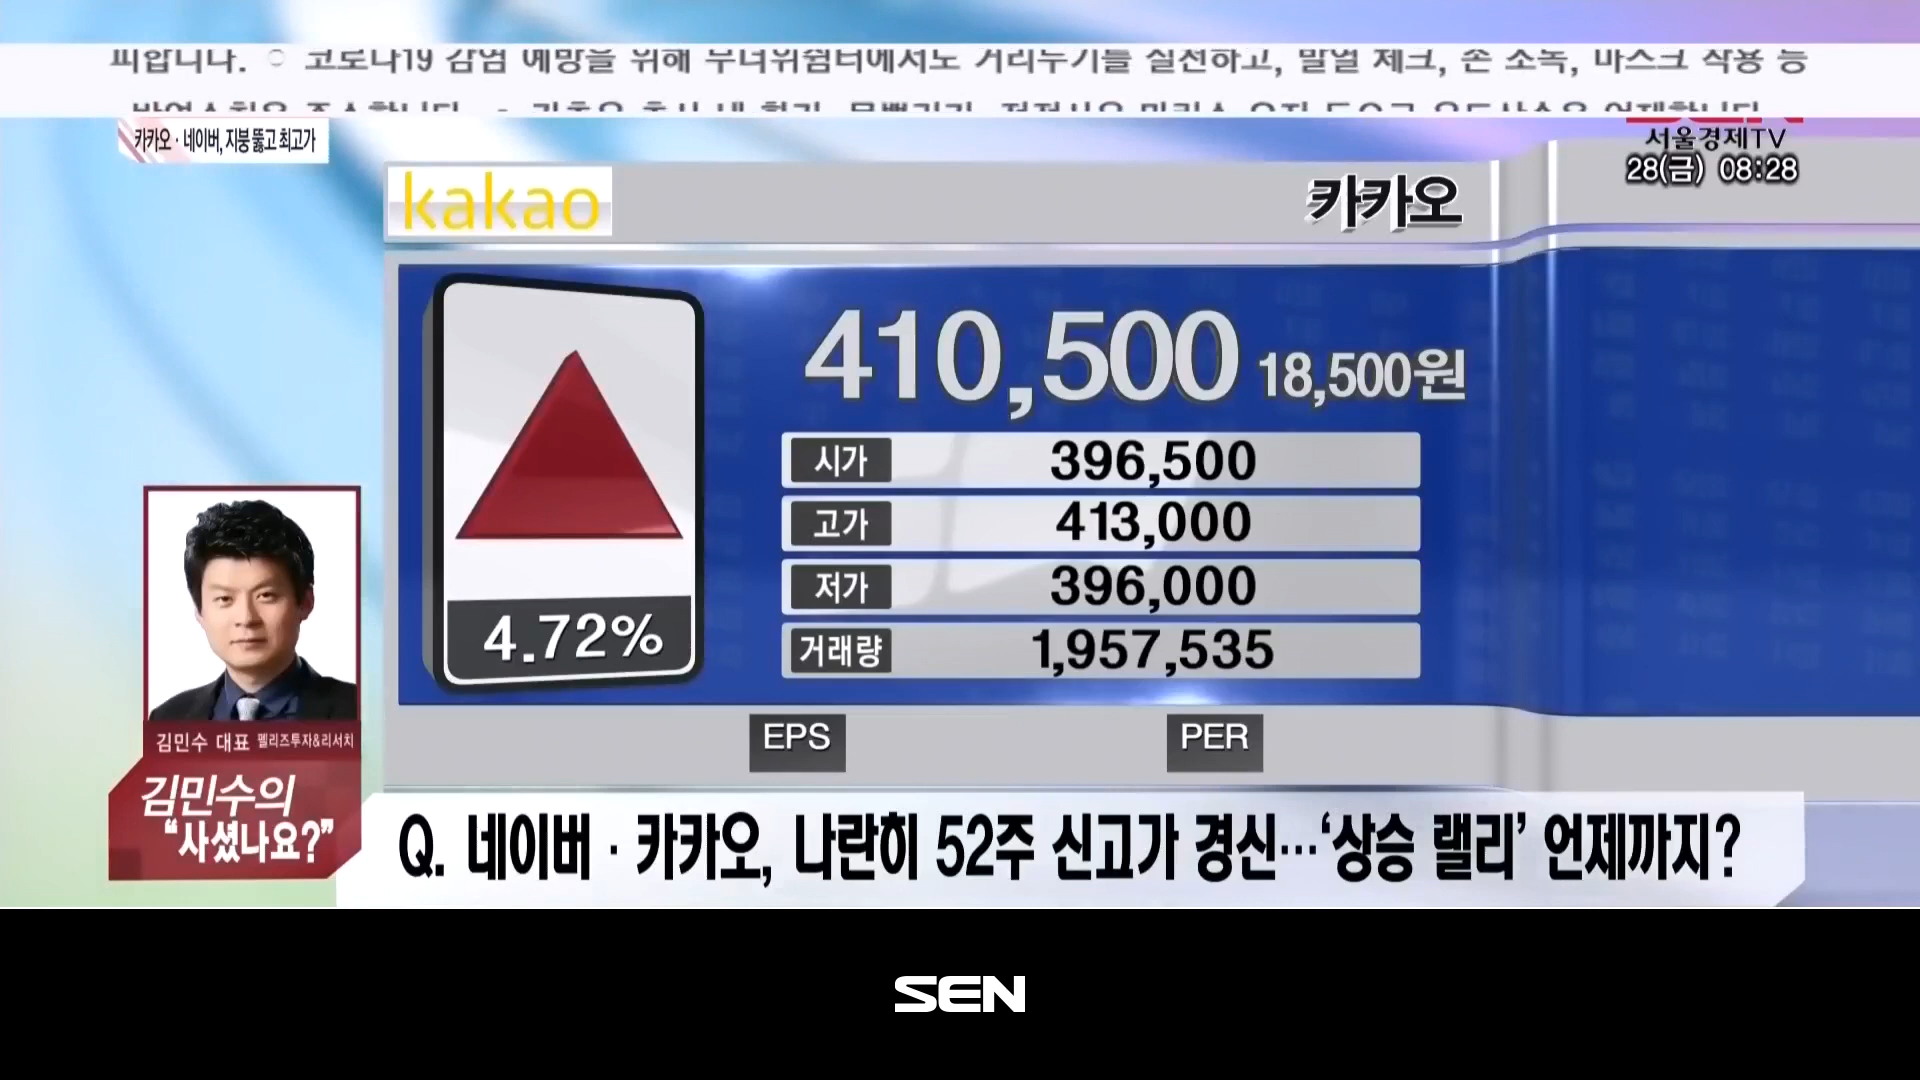 피합니다. ○ 코로나19 감염 예방을 위해 무더위쉼터에서도 거리두기를 실천하고, 발열 체크, 손 소독, 마스크 착용 등
카카오·네이버, 지붕 뚫고 최고가
서울경제TV
28(금) 08:28
kakao
카카오
410,500 18,500원
시가 396,500
고가 413,000
저가 396,000
거래량 1,957,535
4.72%
EPS PER
김민수 대표 펠리즈투자&리서치
김민수의
“사셨나요?”
Q. 네이버·카카오, 나란히 52주 신고가 경신…‘상승 랠리’ 언제까지?
SEN